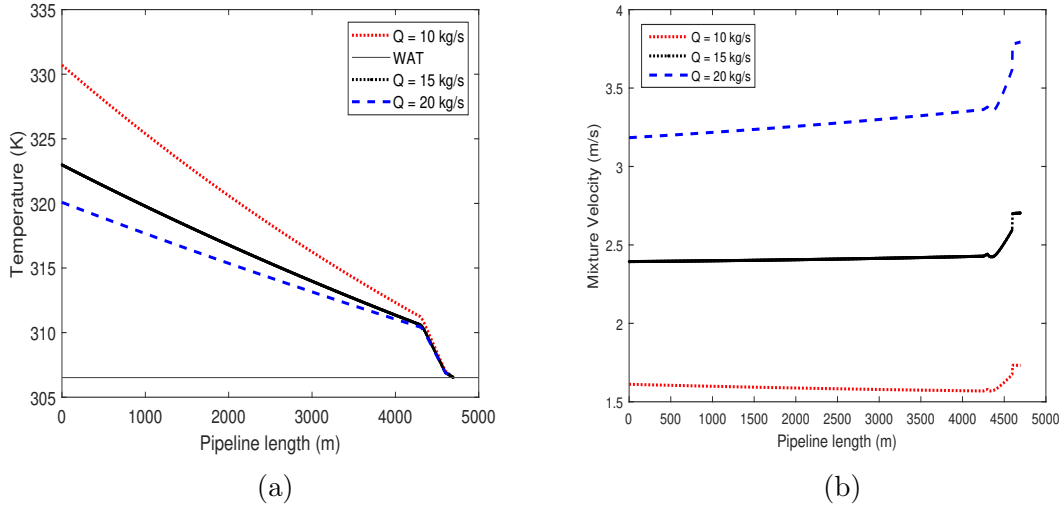 335
330
325
320
315
310
305
Temperature (K)
0 1000 2000 3000 4000 5000
Pipeline length (m)
Q = 10 kg/s
WAT
Q = 15 kg/s
Q = 20 kg/s
(a)
4
3.5
3
2.5
2
1.5
Mixture Velocity (m/s)
0 500 1000 1500 2000 2500 3000 3500 4000 4500 5000
Pipeline length (m)
Q = 10 kg/s
Q = 15 kg/s
Q = 20 kg/s
(b)